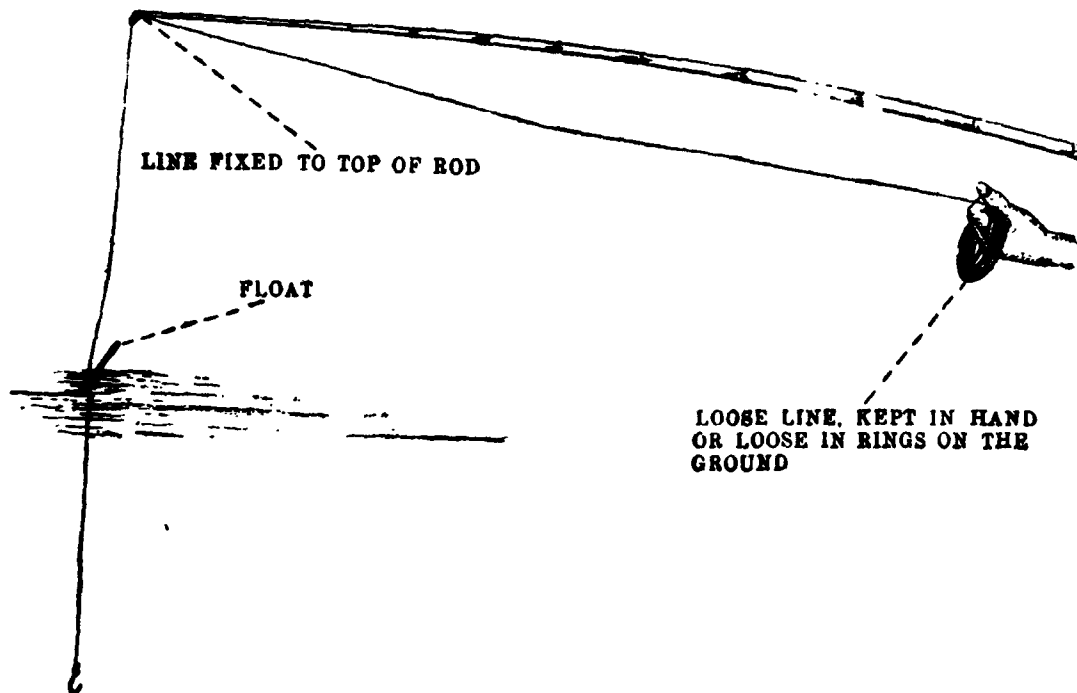 LINE FIXED TO TOP OF ROD
FLOAT
LOOSE LINE, KEPT IN HAND
OR LOOSE IN RINGS ON THE
GROUND